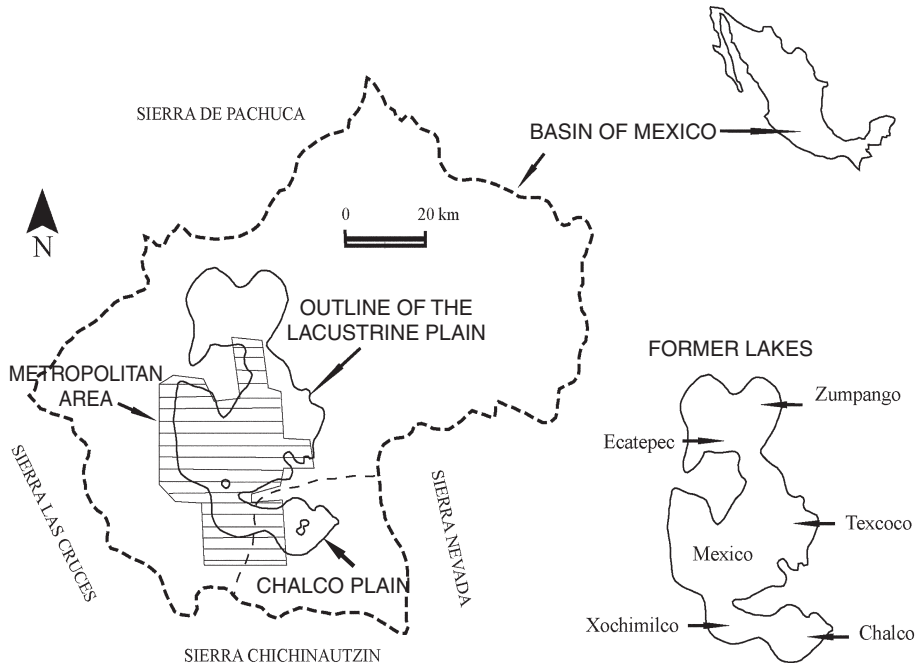 SIERRA DE PACHUCA
BASIN OF MEXICO
N
0 20 km
OUTLINE OF THE
LACUSTRINE PLAIN
METROPOLITAN
AREA
SIERRA LAS CRUCES
SIERRA NEVADA
CHALCO PLAIN
SIERRA CHICHINAUTZIN
FORMER LAKES
Zumpango
Ecatepec
Texcoco
Mexico
Xochimilco
Chalco